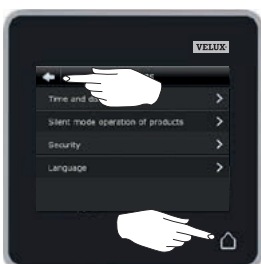 VELUX
Time and
Silent mode operation of products
Security
Language